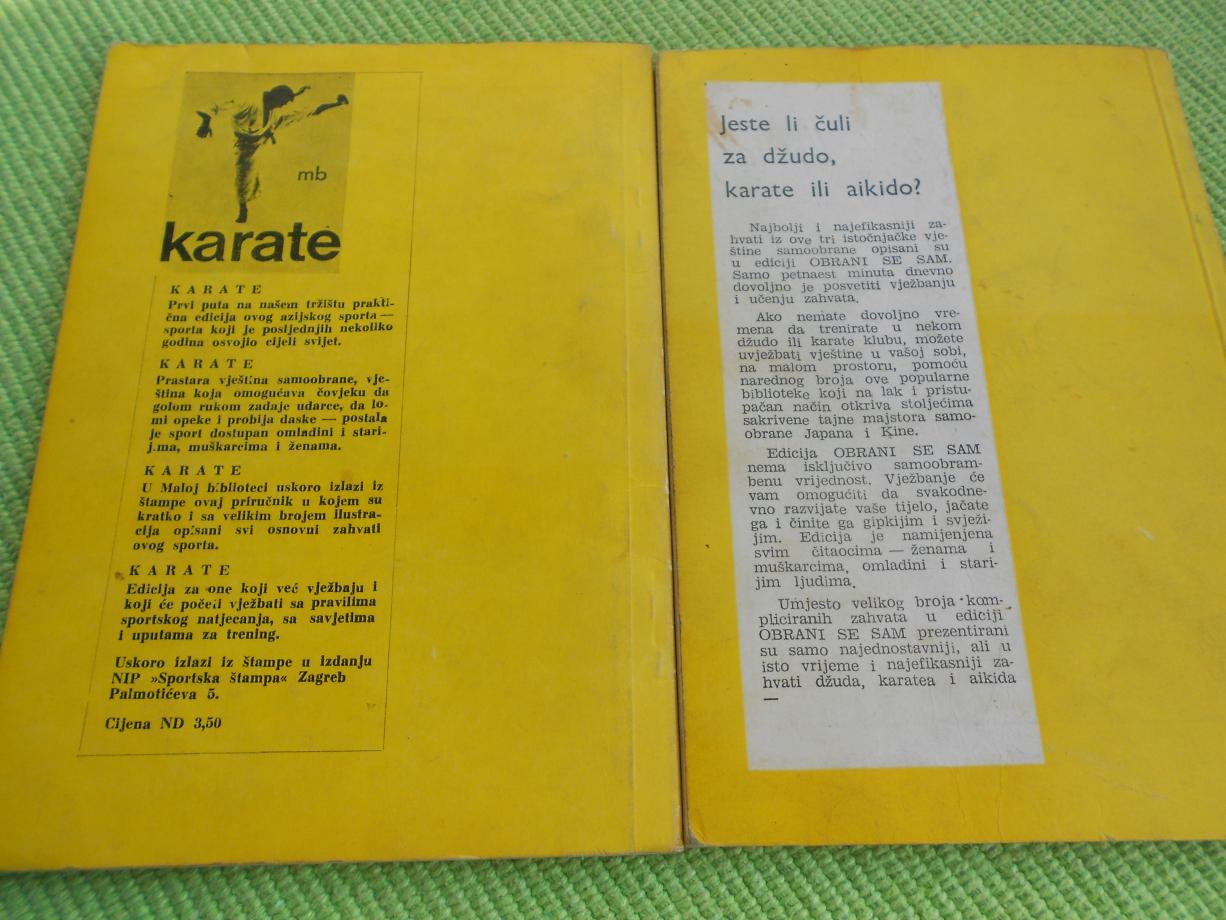 mb
karate
KARATE
Prvi puta na našem tržištu prakti-
čna edicija ovog azijskog sporta —
sporta koji je posljednjih nekoliko
godina osvojio cijeli svijet.
KARATE
Prastara vještina samoobrane, vje-
ština koja omogućava čovjeku da
golom rukom zadaje udarce, da lo-
mi opeke i probija daske — postala
je sport dostupan omladini i stari-
jima, muškarcima i ženama.
KARATE
U Maloj biblioteci uskoro izlazi iz
štampe ovaj priručnik u kojem su
kratko i sa velikim brojem ilustra-
cija opisani svi osnovni zahvati
ovog sporta.
KARATE
Edicija za one koji već vježbaju i
koji će početi vježbati sa pravilima
sportskog natjecanja, sa savjetima
i uputama za trening.
Uskoro izlazi iz štampe u izdanju
NIP »Sportska štampa« Zagreb
Palmotićeva 5.
Cijena ND 3,50
Jeste li čuli
za džudo,
karate ili aikido?
Najbolji i najefikasniji za-
hvati iz ove tri istočnjačke vje-
štine samoobrane opisani su
u ediciji OBRANI SE SAM.
Samo petnaest minuta dnevno
dovoljno je posvetiti vježbanju
i učenju zahvata.
Ako nemate dovoljno vre-
mena da trenirate u nekom
džudo ili karate klubu, možete
uvježbati vještine u vašoj sobi,
na malom prostoru, pomoću
narednog broja ove popularne
biblioteke koji na lak i pristu-
pačan način otkriva stoljećima
sakrivene tajne majstora samo-
obrane Japana i Kine.
Edicija OBRANI SE SAM
nema isključivo samoobram-
benu vrijednost. Vježbanje će
vam omogućiti da svakodne-
vno razvijate vaše tijelo, jačate
ga i činite ga gipkijim i svježi-
jim. Edicija je namijenjena
svim čitaocima — ženama i
muškarcima, omladini i stari-
jim ljudima.
Umjesto velikog broja kom-
pliciranih zahvata u ediciji
OBRANI SE SAM prezentirani
su samo najednostavniji, ali u
isto vrijeme i najefikasniji za-
hvati džuda, karatea i aikida
—